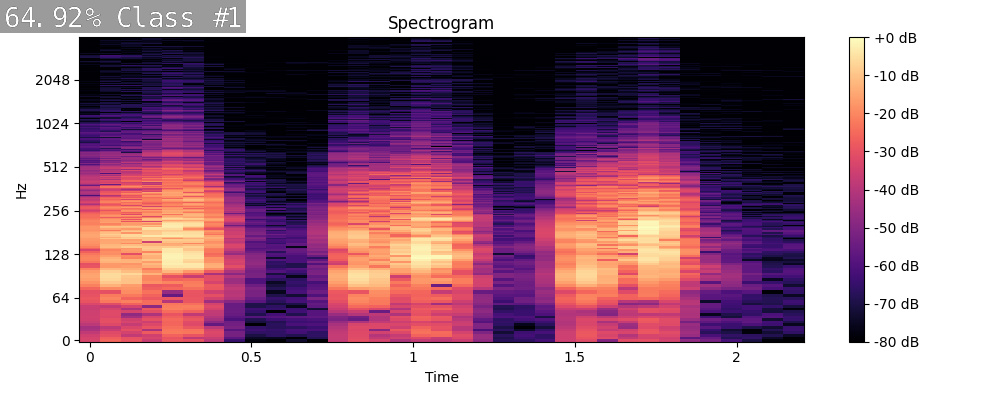 64.92% Class #1
Spectrogram
Hz
2048
1024
512
256
128
64
0
0 0.5 1 1.5 2
Time
+0 dB
-10 dB
-20 dB
-30 dB
-40 dB
-50 dB
-60 dB
-70 dB
-80 dB